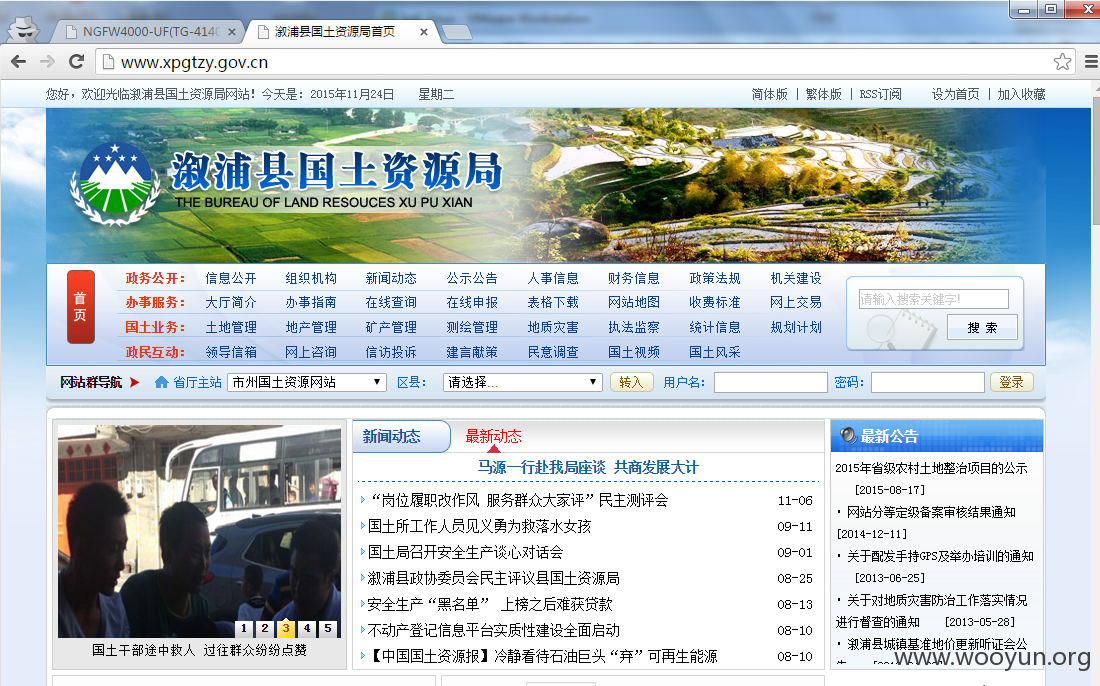 NGFW4000-UF(TG-4140
溆浦县国土资源局首页
www.xpgtzy.gov.cn
您好，欢迎光临溆浦县国土资源局网站！今天是：2015年11月24日 星期二
简体版 | 繁体版 | RSS订阅 设为首页 | 加入收藏
溆浦县国土资源局
THE BUREAU OF LAND RESOUCES XU PU XIAN
首页
政务公开： 信息公开 组织机构 新闻动态 公示公告 人事信息 财务信息 政策法规 机关建设
办事服务： 大厅简介 办事指南 在线查询 在线申报 表格下载 网站地图 收费标准 网上交易
国土业务： 土地管理 地产管理 矿产管理 测绘管理 地质灾害 执法监察 统计信息 规划计划
政民互动： 领导信箱 网上咨询 信访投诉 建言献策 民意调查 国土视频 国土风采
请输入搜索关键字!
搜 索
网站群导航 省厅主站 市州国土资源网站 区县： 请选择... 转入 用户名： 密码： 登录
1 2 3 4 5
国土干部途中救人 过往群众纷纷点赞
新闻动态 最新动态
马源一行赴我局座谈 共商发展大计
“岗位履职改作风 服务群众大家评”民主测评会 11-06
国土所工作人员见义勇为救落水女孩 09-11
国土局召开安全生产谈心对话会 09-01
溆浦县政协委员会民主评议县国土资源局 08-25
安全生产“黑名单” 上榜之后难获贷款 08-13
不动产登记信息平台实质性建设全面启动 08-10
【中国国土资源报】冷静看待石油巨头“弃”可再生能源 08-10
最新公告
2015年省级农村土地整治项目的公示
[2015-08-17]
· 网站分等定级备案审核结果通知
[2014-12-11]
· 关于配发手持GPS及举办培训的通知
[2013-06-25]
· 关于对地质灾害防治工作落实情况
进行督查的通知 [2013-05-28]
· 溆浦县城镇基准地价更新听证会公
www.wooyun.org